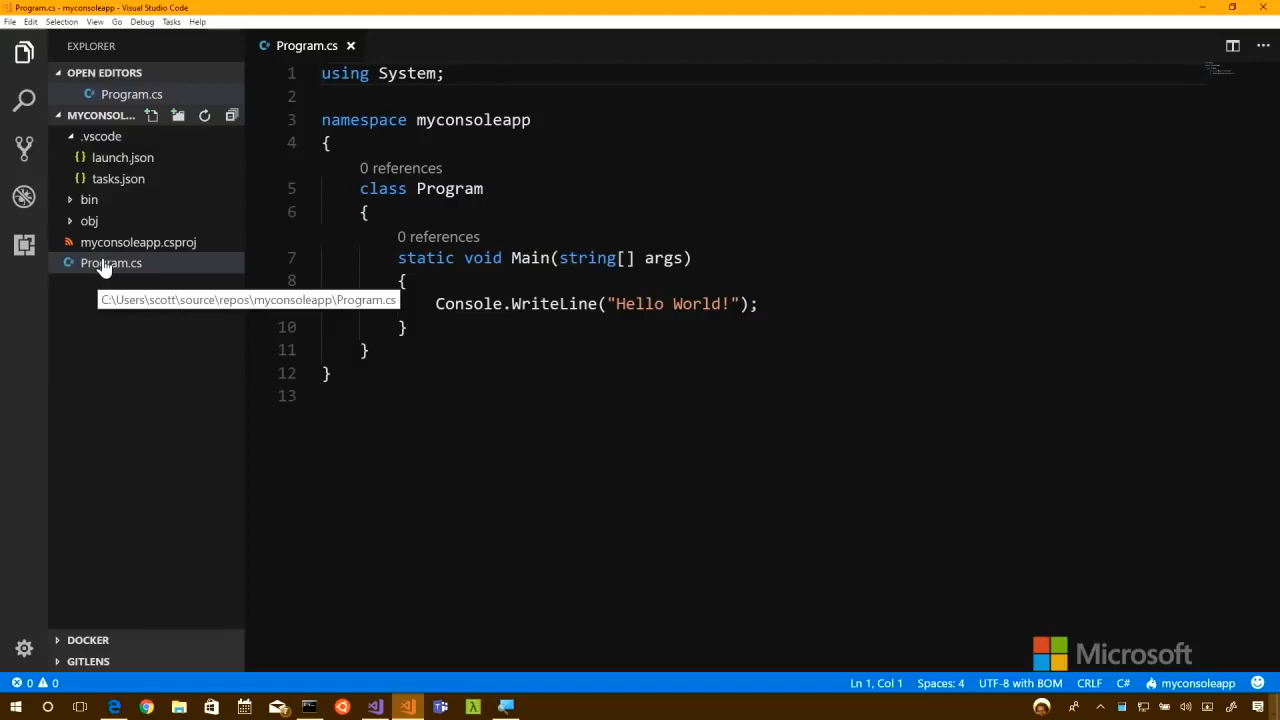 Program.cs - myconsoleapp - Visual Studio Code
File Edit Selection View Go Debug Tasks Help
EXPLORER
OPEN EDITORS
Program.cs
MYCONSOL...
.vscode
launch.json
tasks.json
bin
obj
myconsoleapp.csproj
Program.cs
C:\Users\scott\source\repos\myconsoleapp\Program.cs
DOCKER
GITLENS
Program.cs
1 using System;
2
3 namespace myconsoleapp
4 {
0 references
5 class Program
6 {
0 references
7 static void Main(string[] args)
8 {
Console.WriteLine("Hello World!");
10 }
11 }
12 }
13
Microsoft
0 0 Ln 1, Col 1 Spaces: 4 UTF-8 with BOM CRLF C# myconsoleapp